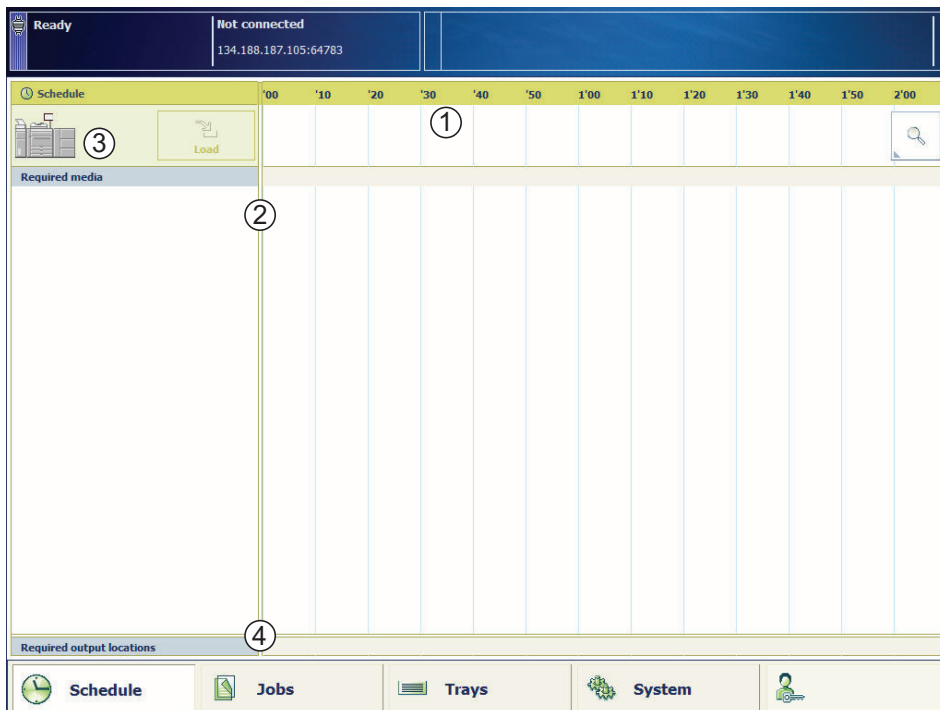 Ready
Not connected
134.188.187.105:64783
Schedule
'00 '10 '20 '30 '40 '50 1'00 1'10 1'20 1'30 1'40 1'50 2'00
1
3
Load
Required media
2
4
Required output locations
Schedule Jobs Trays System